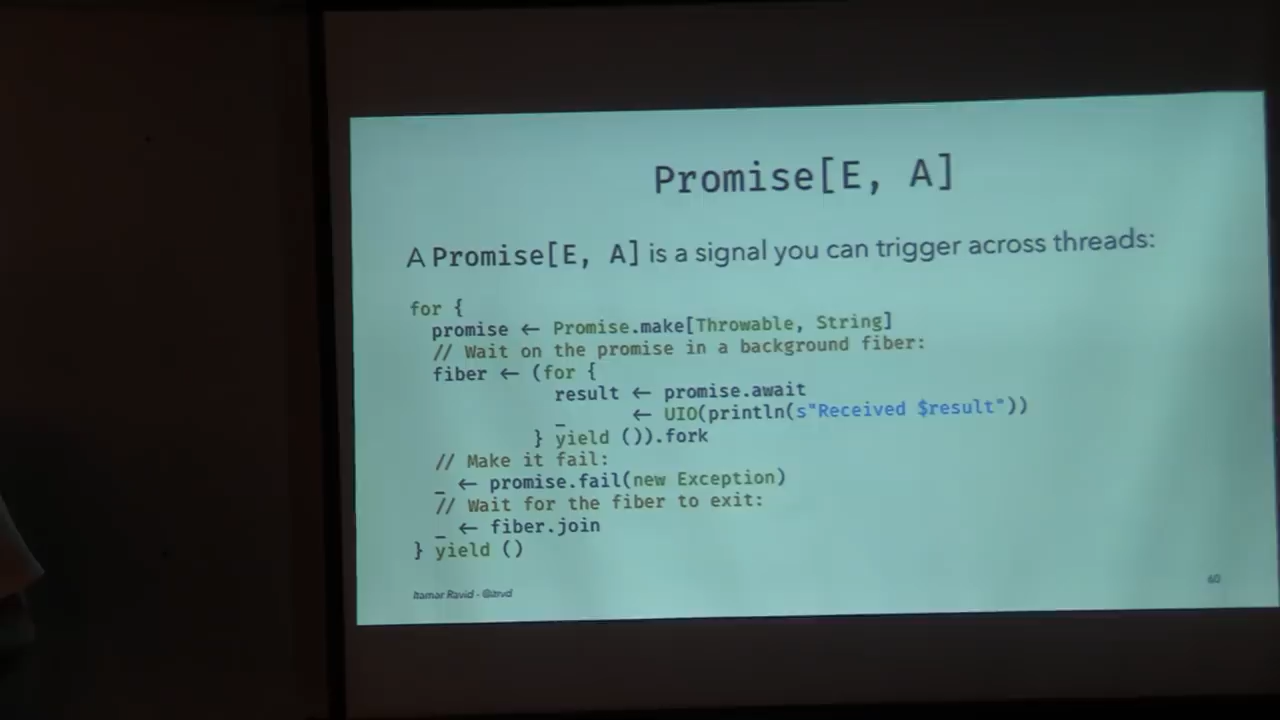 Promise[E, A]
A Promise[E, A] is a signal you can trigger across threads:
for {
  promise ← Promise.make[Throwable, String]
  // Wait on the promise in a background fiber:
  fiber ← (for {
             result ← promise.await
             _      ← UIO(println(s"Received $result"))
           } yield ()).fork
  // Make it fail:
  _ ← promise.fail(new Exception)
  // Wait for the fiber to exit:
  _ ← fiber.join
} yield ()
Itamar Ravid - @itrvd
60